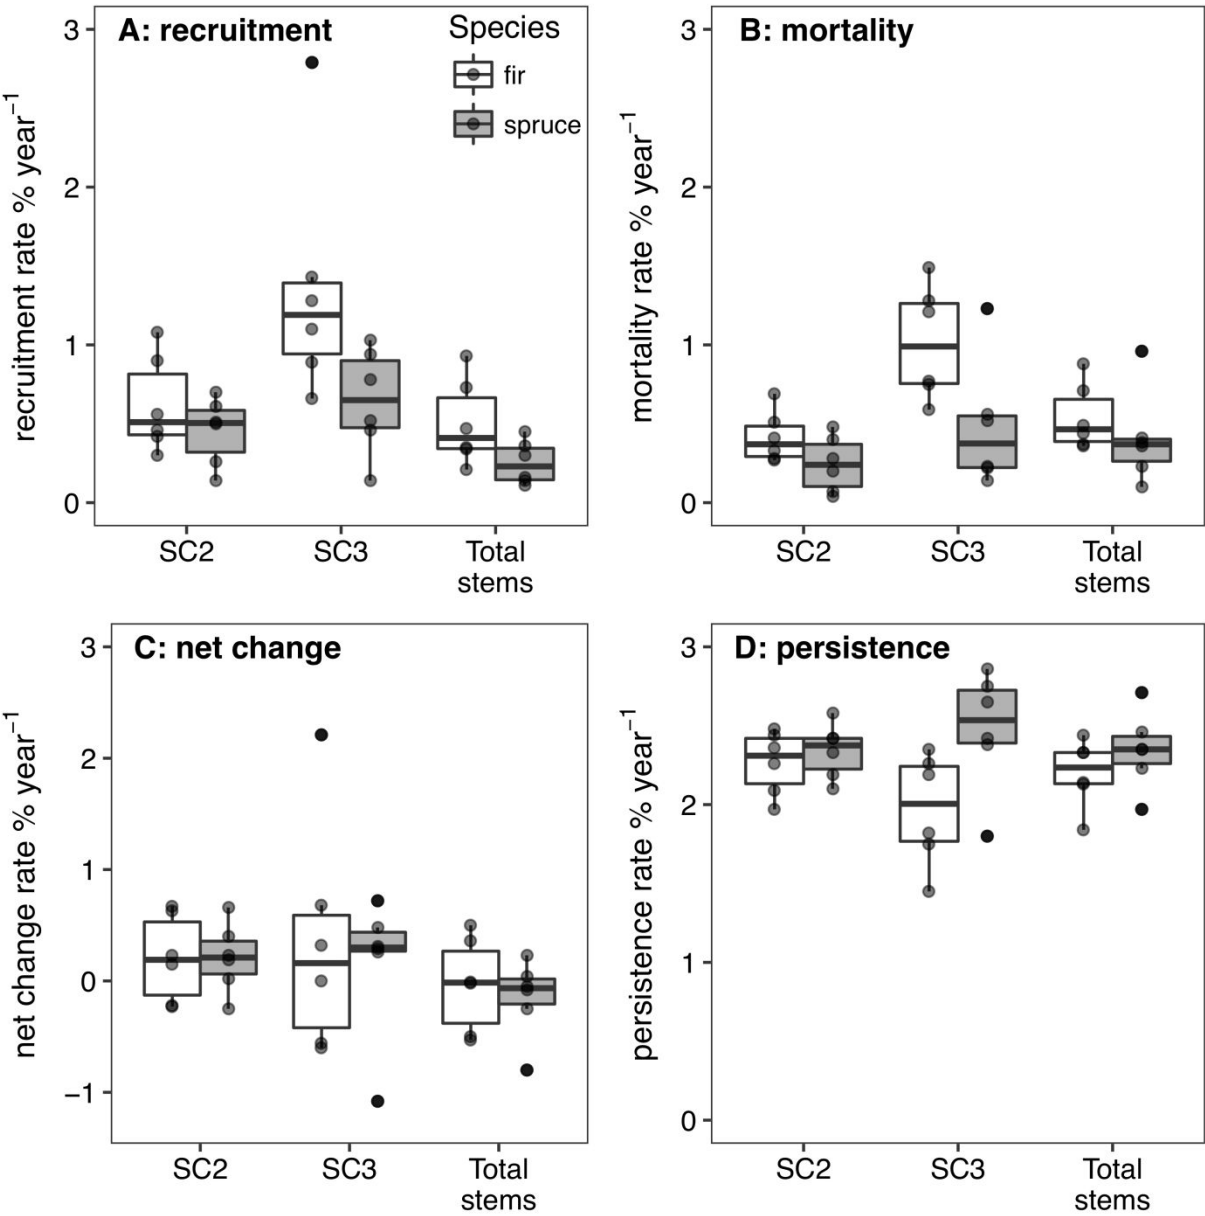 A: recruitment
Species
fir
spruce
recruitment rate % year⁻¹
3
2
1
0
SC2
SC3
Total
stems
B: mortality
mortality rate % year⁻¹
3
2
1
0
SC2
SC3
Total
stems
C: net change
net change rate % year⁻¹
3
2
1
0
−1
SC2
SC3
Total
stems
D: persistence
persistence rate % year⁻¹
3
2
1
0
SC2
SC3
Total
stems